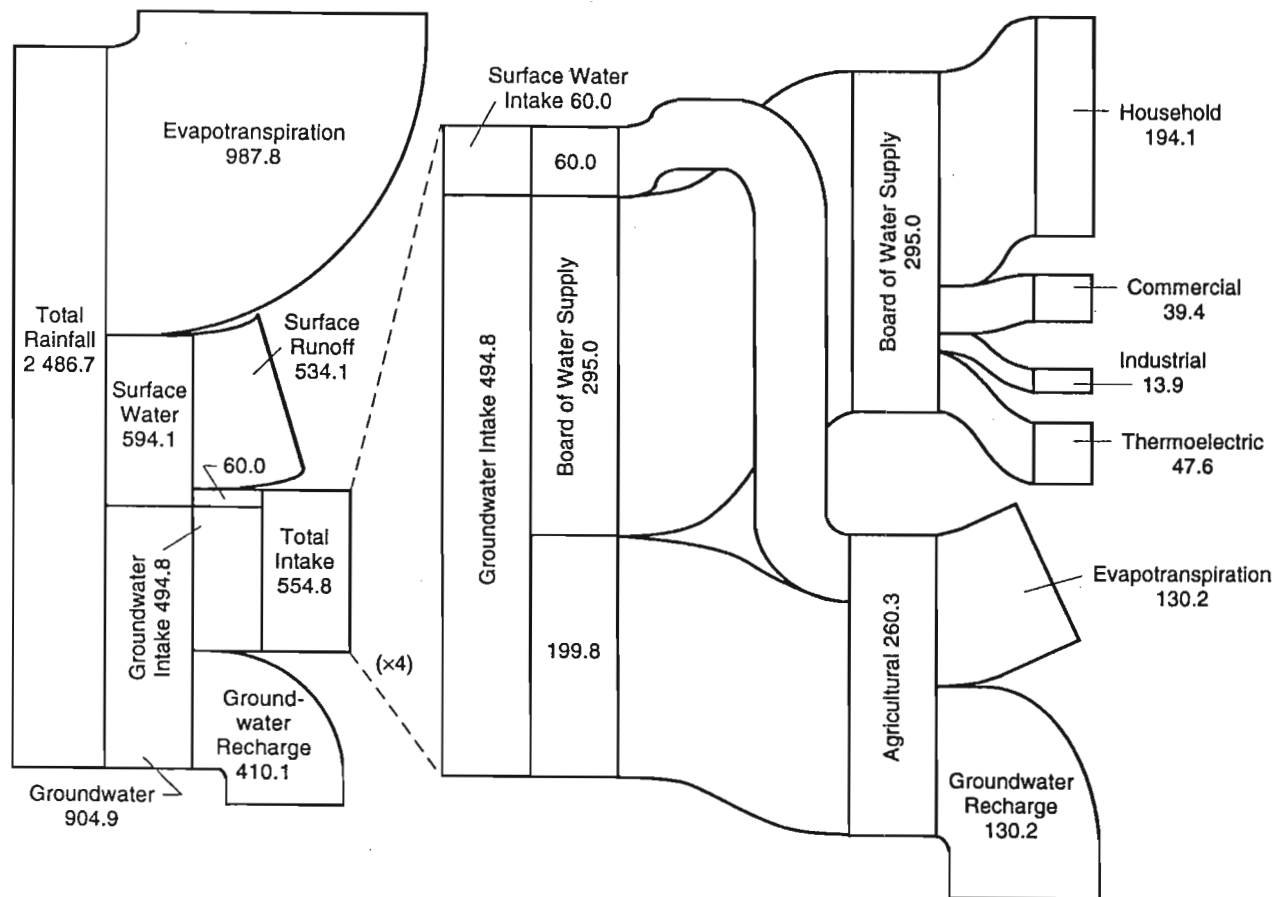 Evapotranspiration
987.8
Total
Rainfall
2 486.7
Surface
Water
594.1
Surface
Runoff
534.1
60.0
Groundwater
Intake 494.8
Total
Intake
554.8
Ground-
water
Recharge
410.1
Groundwater
904.9
(×4)
Surface Water
Intake 60.0
60.0
Groundwater Intake 494.8
Board of Water Supply
295.0
199.8
Board of Water Supply
295.0
Household
194.1
Commercial
39.4
Industrial
13.9
Thermoelectric
47.6
Agricultural 260.3
Evapotranspiration
130.2
Groundwater
Recharge
130.2